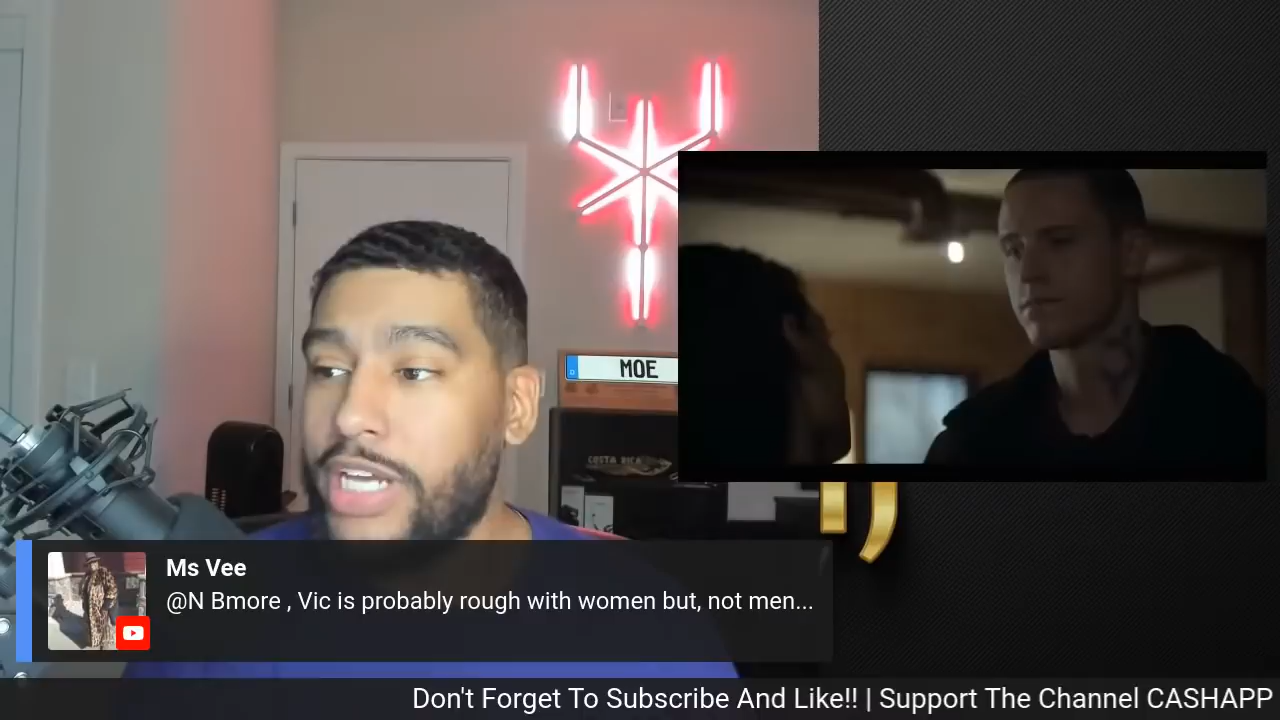 MOE
COSTA RICA
Ms Vee
@N Bmore , Vic is probably rough with women but, not men...
Don't Forget To Subscribe And Like!! | Support The Channel CASHAPP